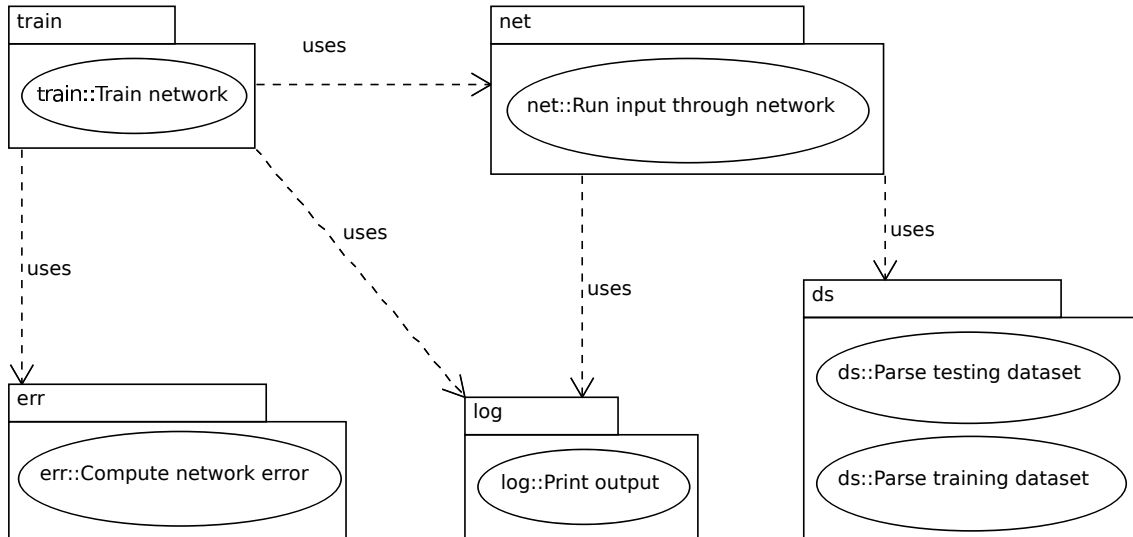 train
net
uses
train::Train network
net::Run input through network
uses
uses
uses
uses
ds
ds::Parse testing dataset
err
log
err::Compute network error
log::Print output
ds::Parse training dataset